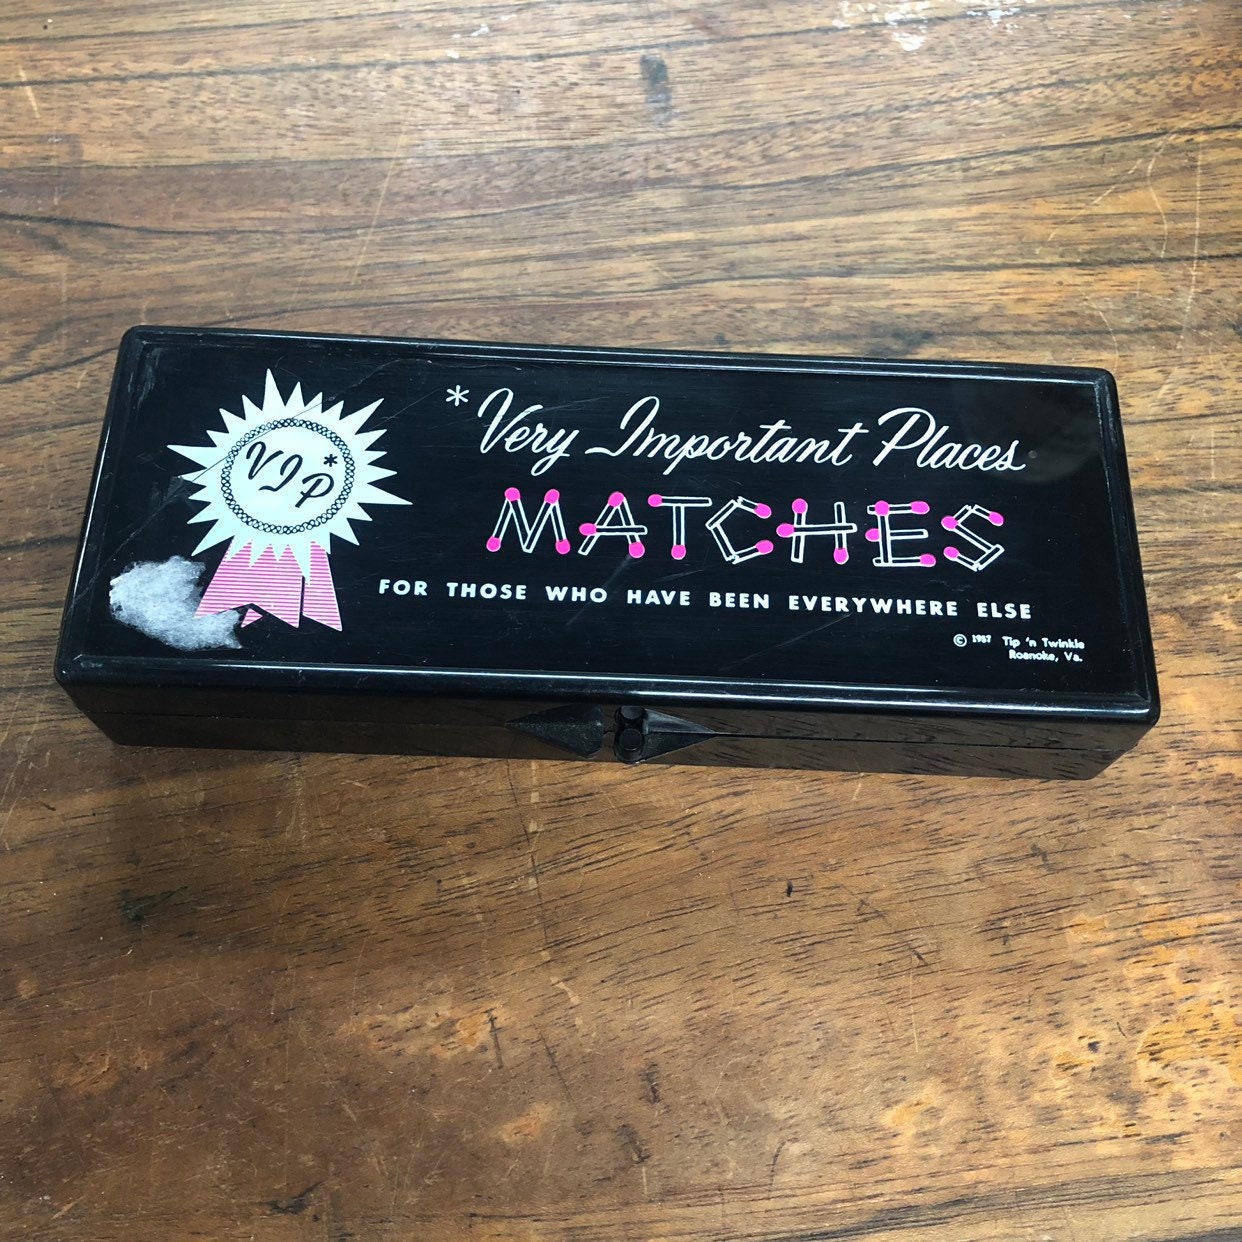 VIP*
*Very Important Places
MATCHES
FOR THOSE WHO HAVE BEEN EVERYWHERE ELSE
© 1957 Tip 'n Twinkle
Roanoke, Va.